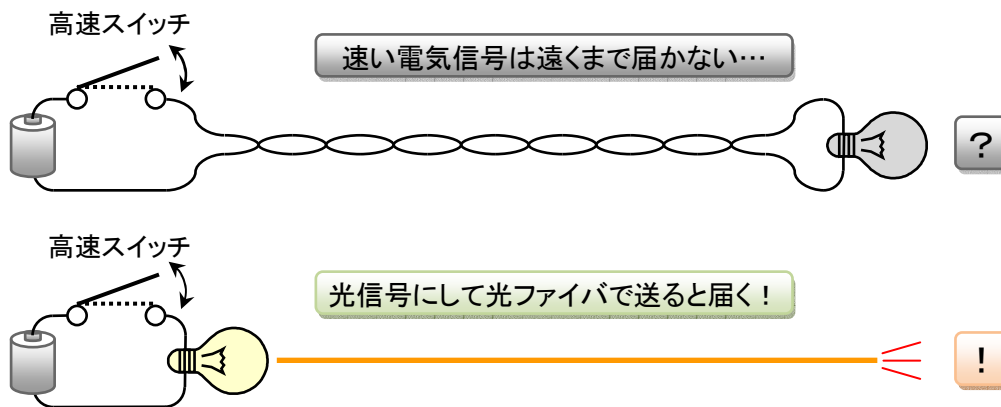 高速スイッチ
速い電気信号は遠くまで届かない…
?
高速スイッチ
光信号にして光ファイバで送ると届く!
!